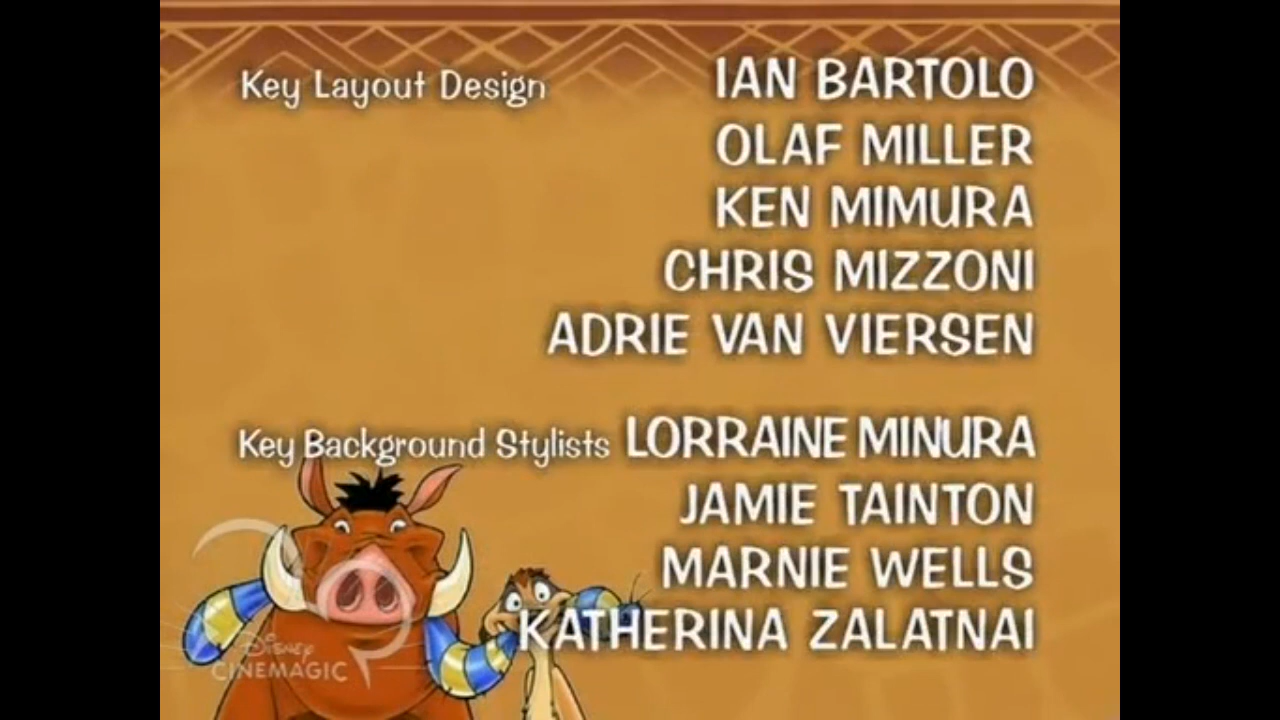 Key Layout Design IAN BARTOLO
OLAF MILLER
KEN MIMURA
CHRIS MIZZONI
ADRIE VAN VIERSEN
Key Background Stylists LORRAINE MINURA
JAMIE TAINTON
MARNIE WELLS
KATHERINA ZALATNAI
Disney
CINEMAGIC